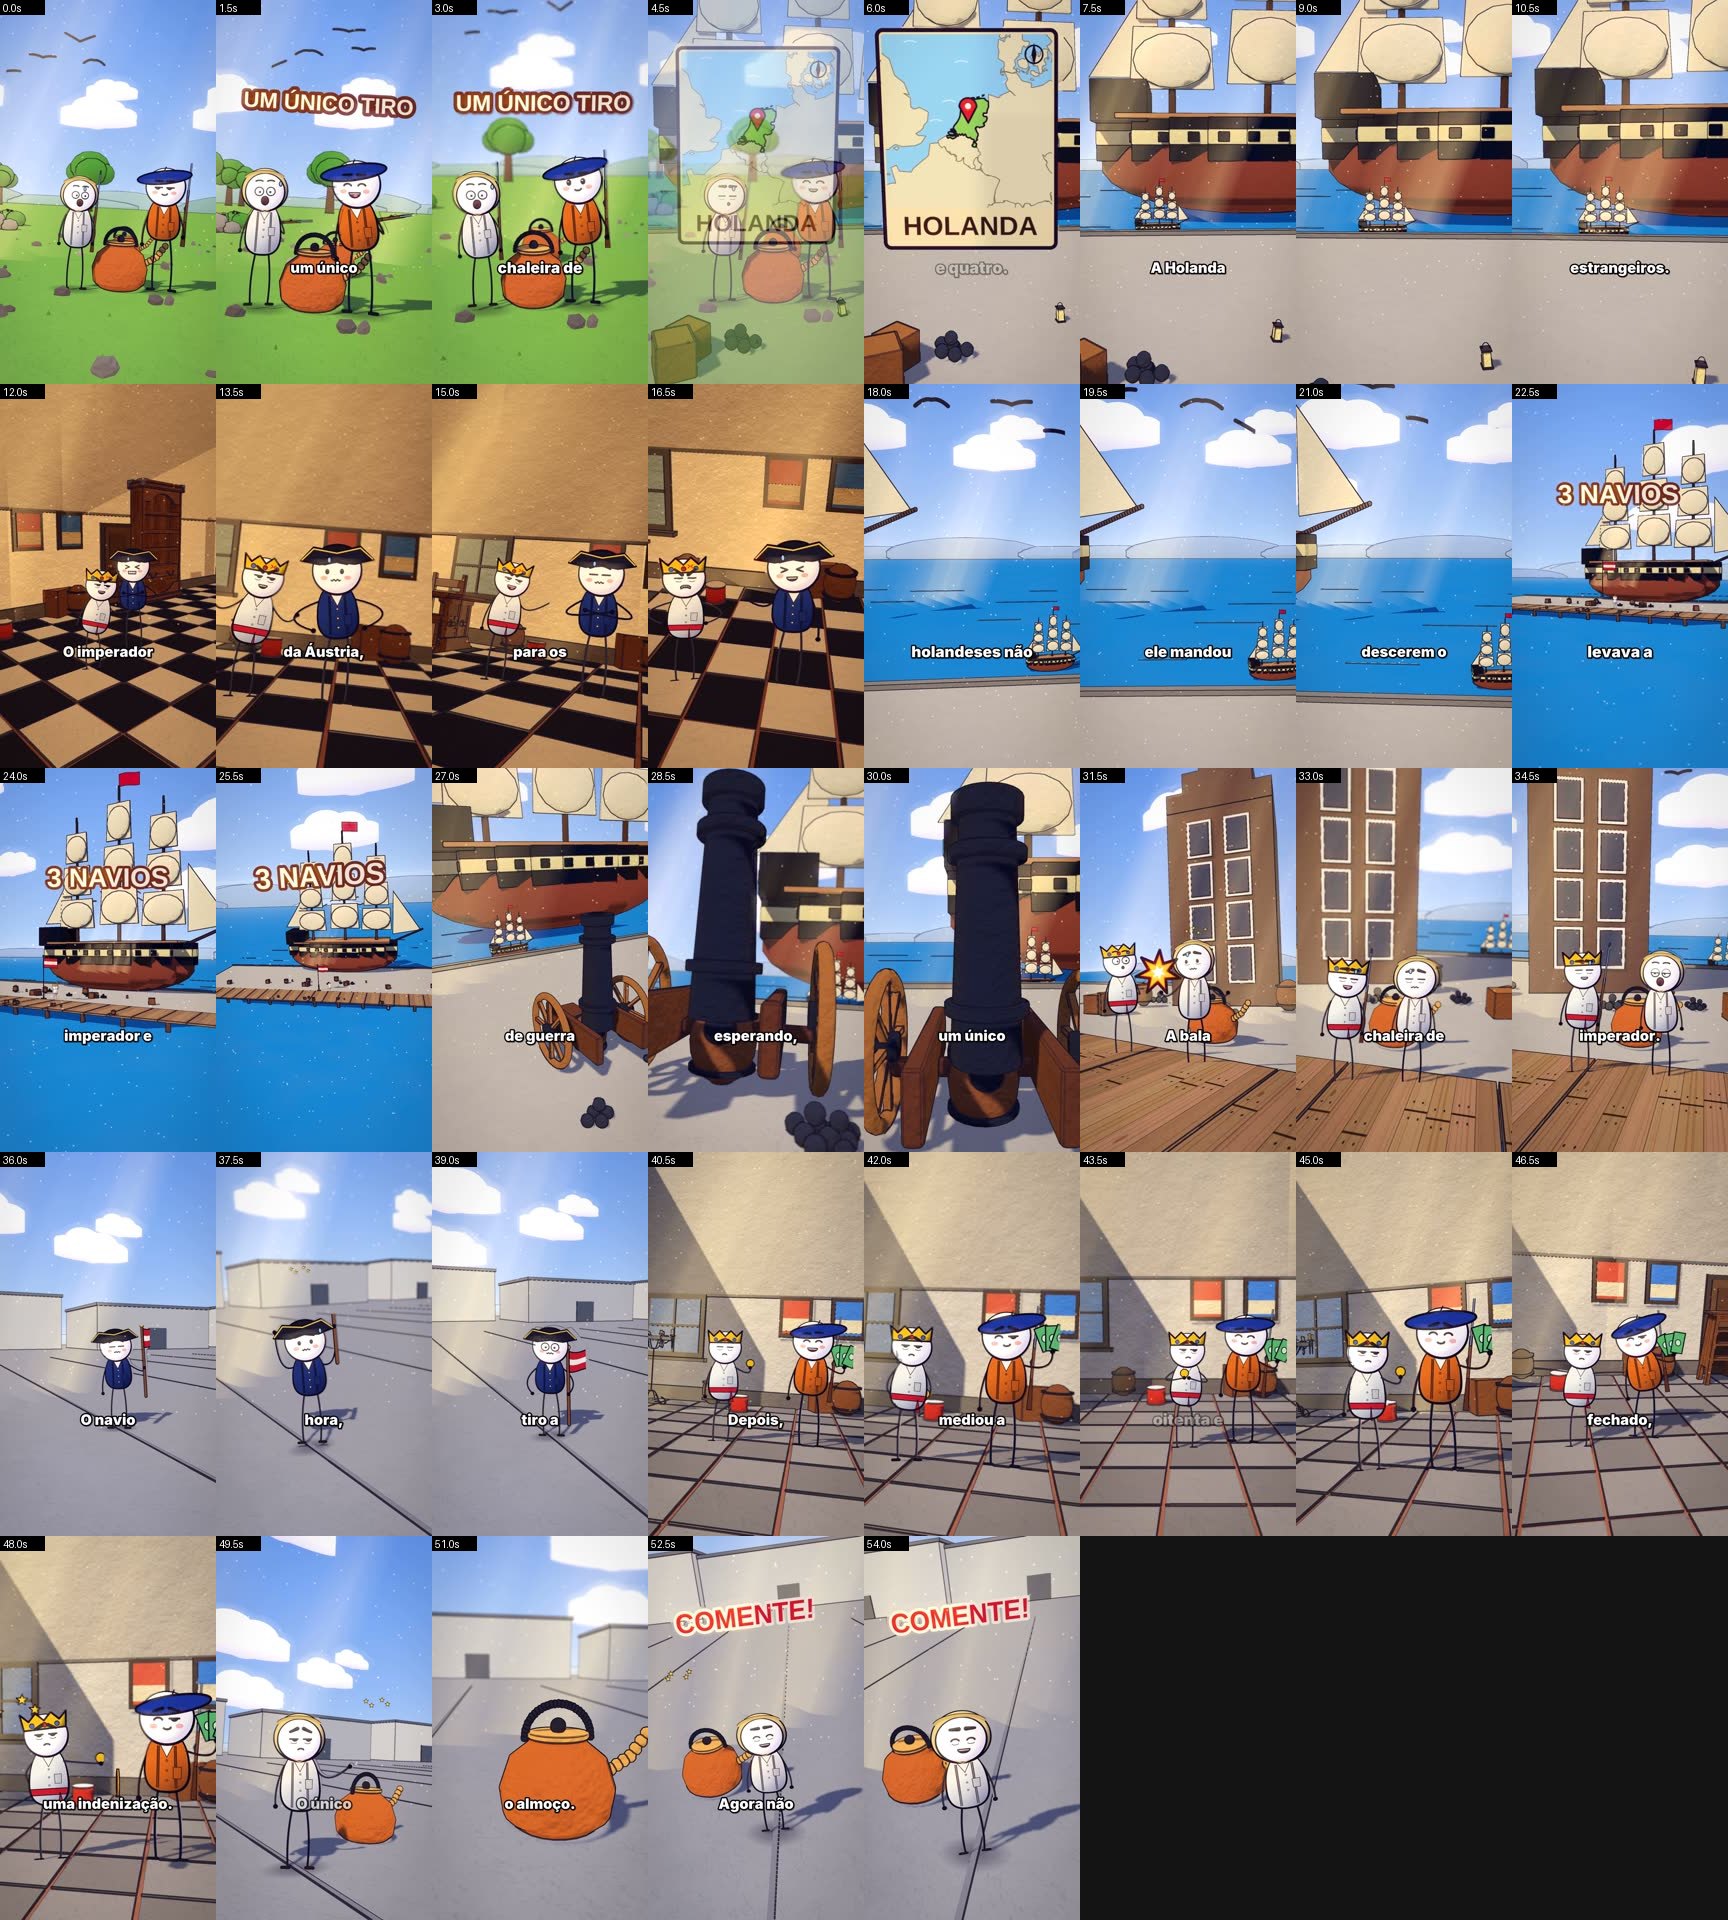 0.0s
1.5s
UM ÚNICO TIRO
um único
3.0s
UM ÚNICO TIRO
chaleira de
4.5s
HOLANDA
6.0s
HOLANDA
e quatro.
7.5s
A Holanda
9.0s
10.5s
estrangeiros.
12.0s
O imperador
13.5s
da Áustria,
15.0s
para os
16.5s
18.0s
holandeses não
19.5s
ele mandou
21.0s
descerem o
22.5s
3 NAVIOS
levava a
24.0s
3 NAVIOS
imperador e
25.5s
3 NAVIOS
27.0s
de guerra
28.5s
esperando,
30.0s
um único
31.5s
A bala
33.0s
chaleira de
34.5s
imperador.
36.0s
O navio
37.5s
hora,
39.0s
tiro a
40.5s
Depois,
42.0s
mediou a
43.5s
oitenta e
45.0s
46.5s
fechado,
48.0s
uma indenização.
49.5s
O único
51.0s
o almoço.
52.5s
COMENTE!
Agora não
54.0s
COMENTE!